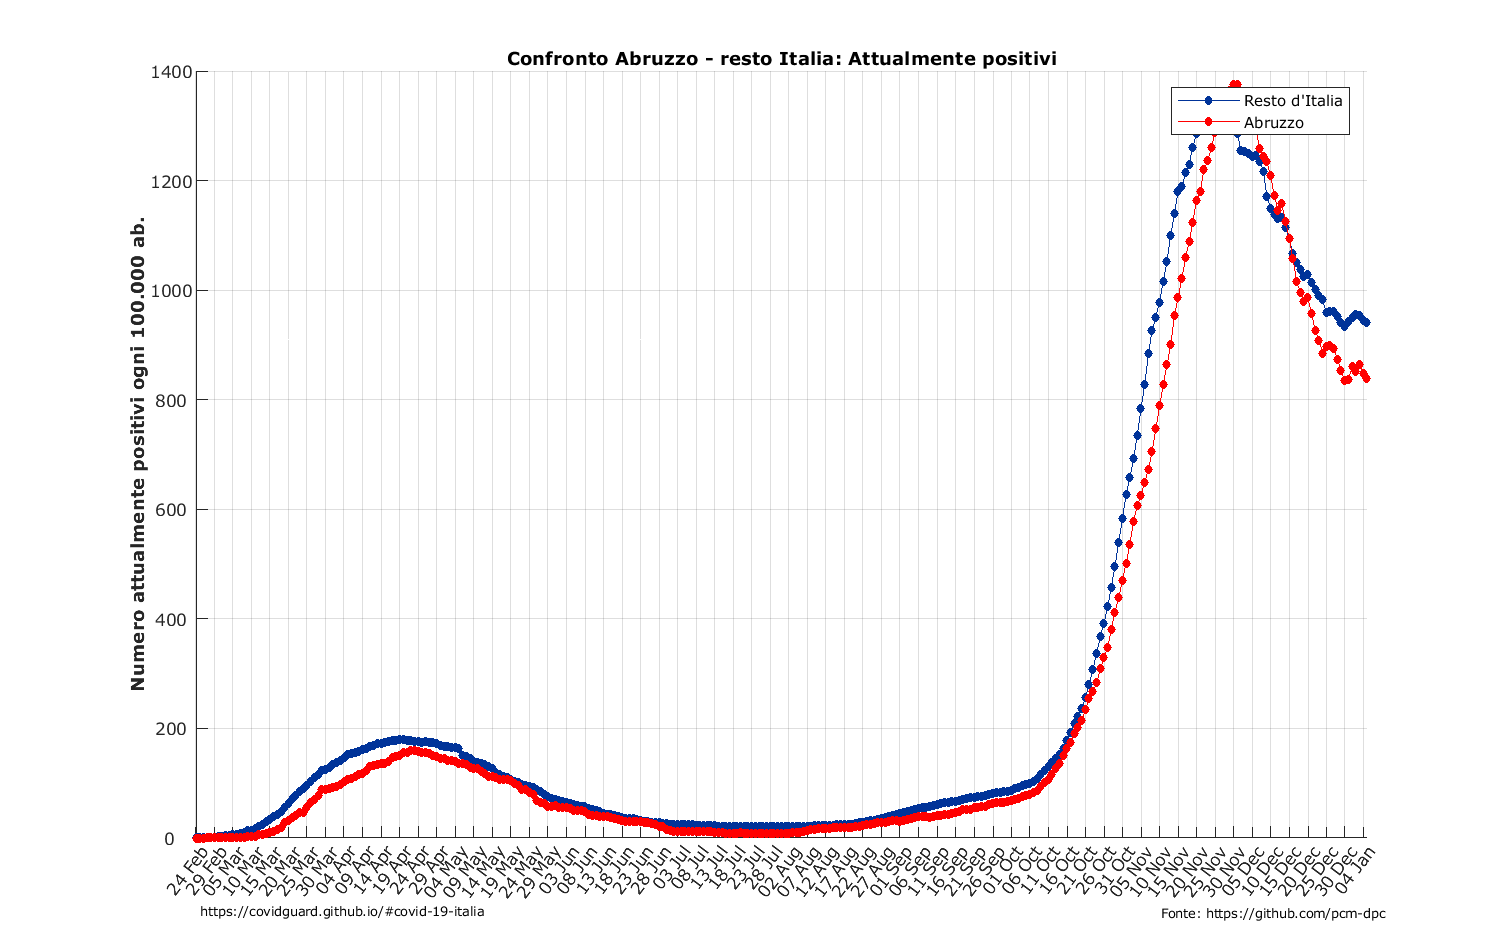 Confronto Abruzzo - resto Italia: Attualmente positivi
Numero attualmente positivi ogni 100.000 ab.
1400
1200
1000
800
600
400
200
0
Resto d'Italia
Abruzzo
24 Feb
29 Feb
05 Mar
10 Mar
15 Mar
20 Mar
25 Mar
30 Mar
04 Apr
09 Apr
14 Apr
19 Apr
24 Apr
29 Apr
04 May
09 May
14 May
19 May
24 May
29 May
03 Jun
08 Jun
13 Jun
18 Jun
23 Jun
28 Jun
03 Jul
08 Jul
13 Jul
18 Jul
23 Jul
28 Jul
02 Aug
07 Aug
12 Aug
17 Aug
22 Aug
27 Aug
01 Sep
06 Sep
11 Sep
16 Sep
21 Sep
26 Sep
01 Oct
06 Oct
11 Oct
16 Oct
21 Oct
26 Oct
31 Oct
05 Nov
10 Nov
15 Nov
20 Nov
25 Nov
30 Nov
05 Dec
10 Dec
15 Dec
20 Dec
25 Dec
30 Dec
04 Jan
https://covidguard.github.io/#covid-19-italia
Fonte: https://github.com/pcm-dpc